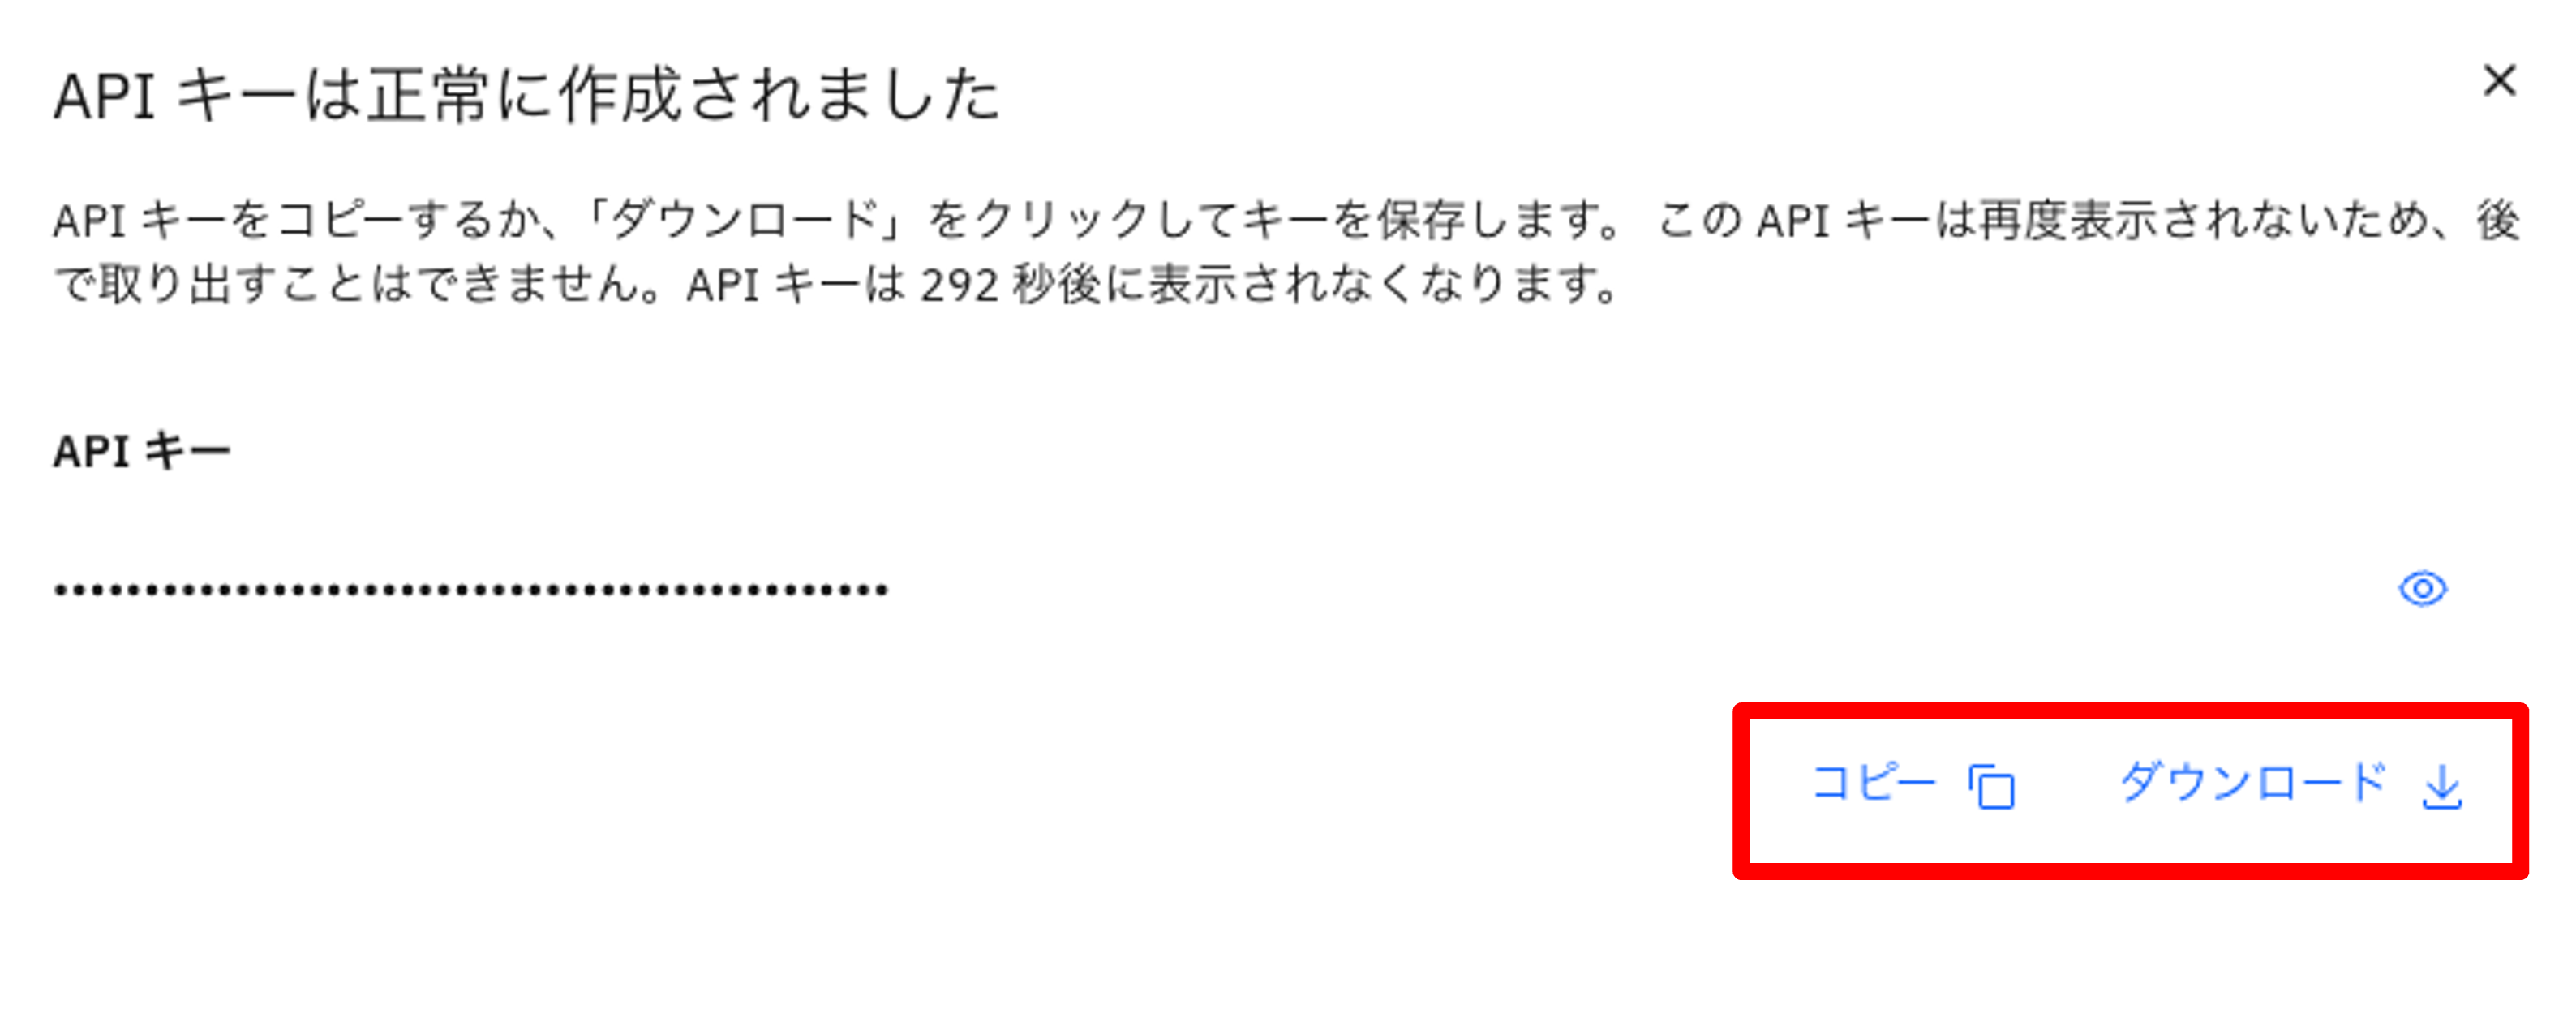 API キーは正常に作成されました
API キーをコピーするか、「ダウンロード」をクリックしてキーを保存します。 この API キーは再度表示されないため、後
で取り出すことはできません。API キーは 292 秒後に表示されなくなります。
API キー
コピー ダウンロード